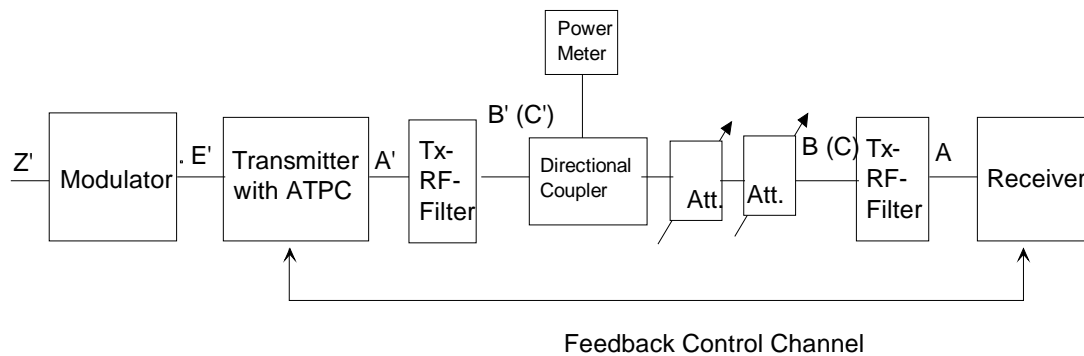 Power
Meter
B' (C')
Z'
Modulator
. E'
Transmitter
with ATPC
A'
Tx-
RF-
Filter
Directional
Coupler
Att.
Att.
B (C)
Tx-
RF-
Filter
A
Receiver
Feedback Control Channel